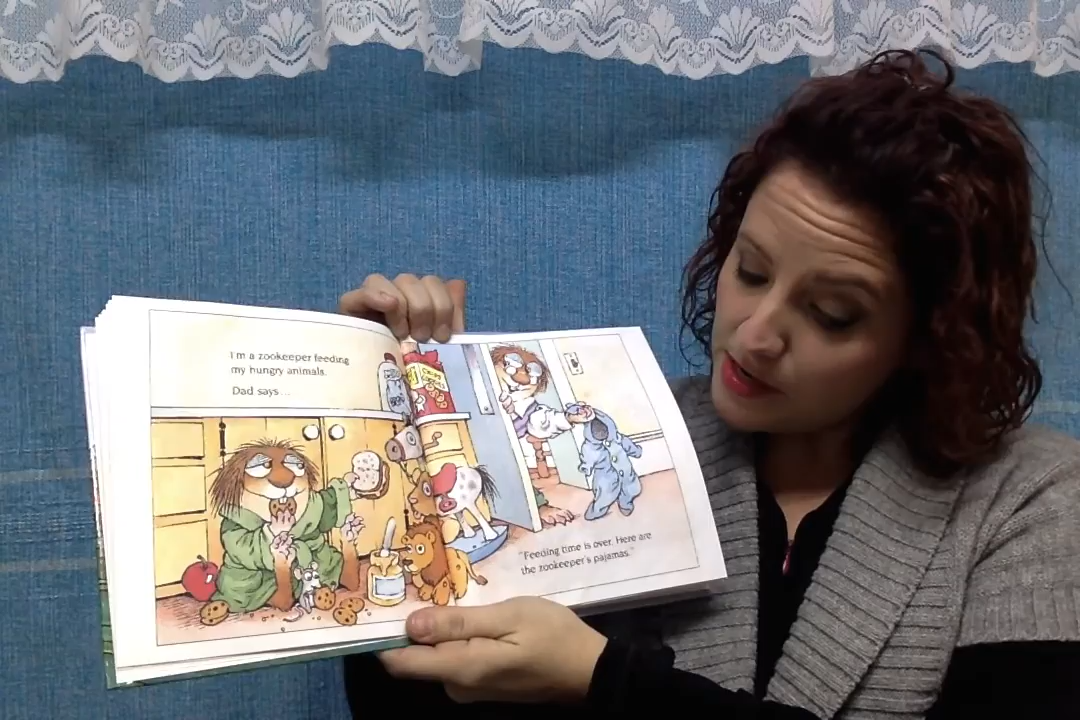 I'm a zookeeper feeding
my hungry animals.
Dad says...
"Feeding time is over. Here are
the zookeeper's pajamas."